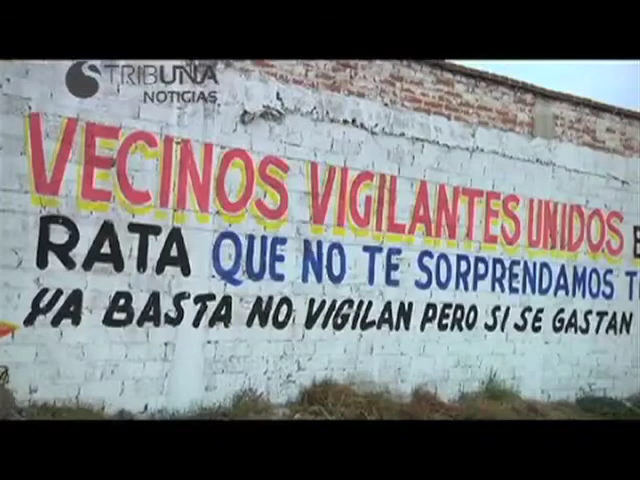 TRIBUNA
NOTICIAS
VECINOS VIGILANTES UNIDOS
RATA QUE NO TE SORPRENDAMOS
YA BASTA NO VIGILAN PERO SI SE GASTAN